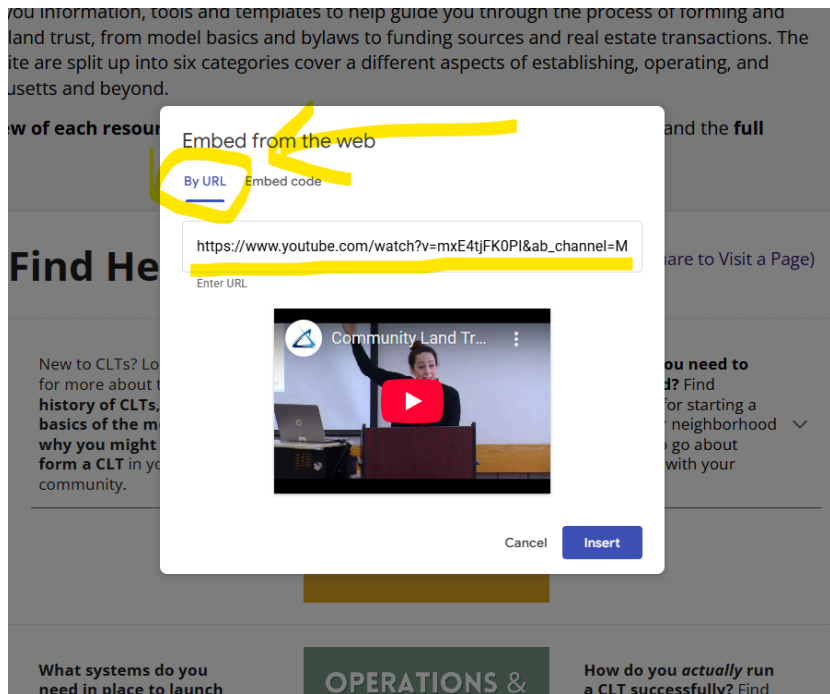 you information, tools and templates to help guide you through the process of forming and
land trust, from model basics and bylaws to funding sources and real estate transactions. The
ite are split up into six categories cover a different aspects of establishing, operating, and
usetts and beyond.
ew of each resour
and the full
Embed from the web
By URL Embed code
https://www.youtube.com/watch?v=mxE4tjFK0PI&ab_channel=M
Enter URL
Find He
uare to Visit a Page)
Community Land Tr...
New to CLTs? Lo
for more about t
history of CLTs,
basics of the m
why you might
form a CLT in yo
community.
ou need to
d? Find
for starting a
r neighborhood
go about
with your
Cancel Insert
What systems do you
need in place to launch
OPERATIONS &
How do you actually run
a CLT successfully? Find